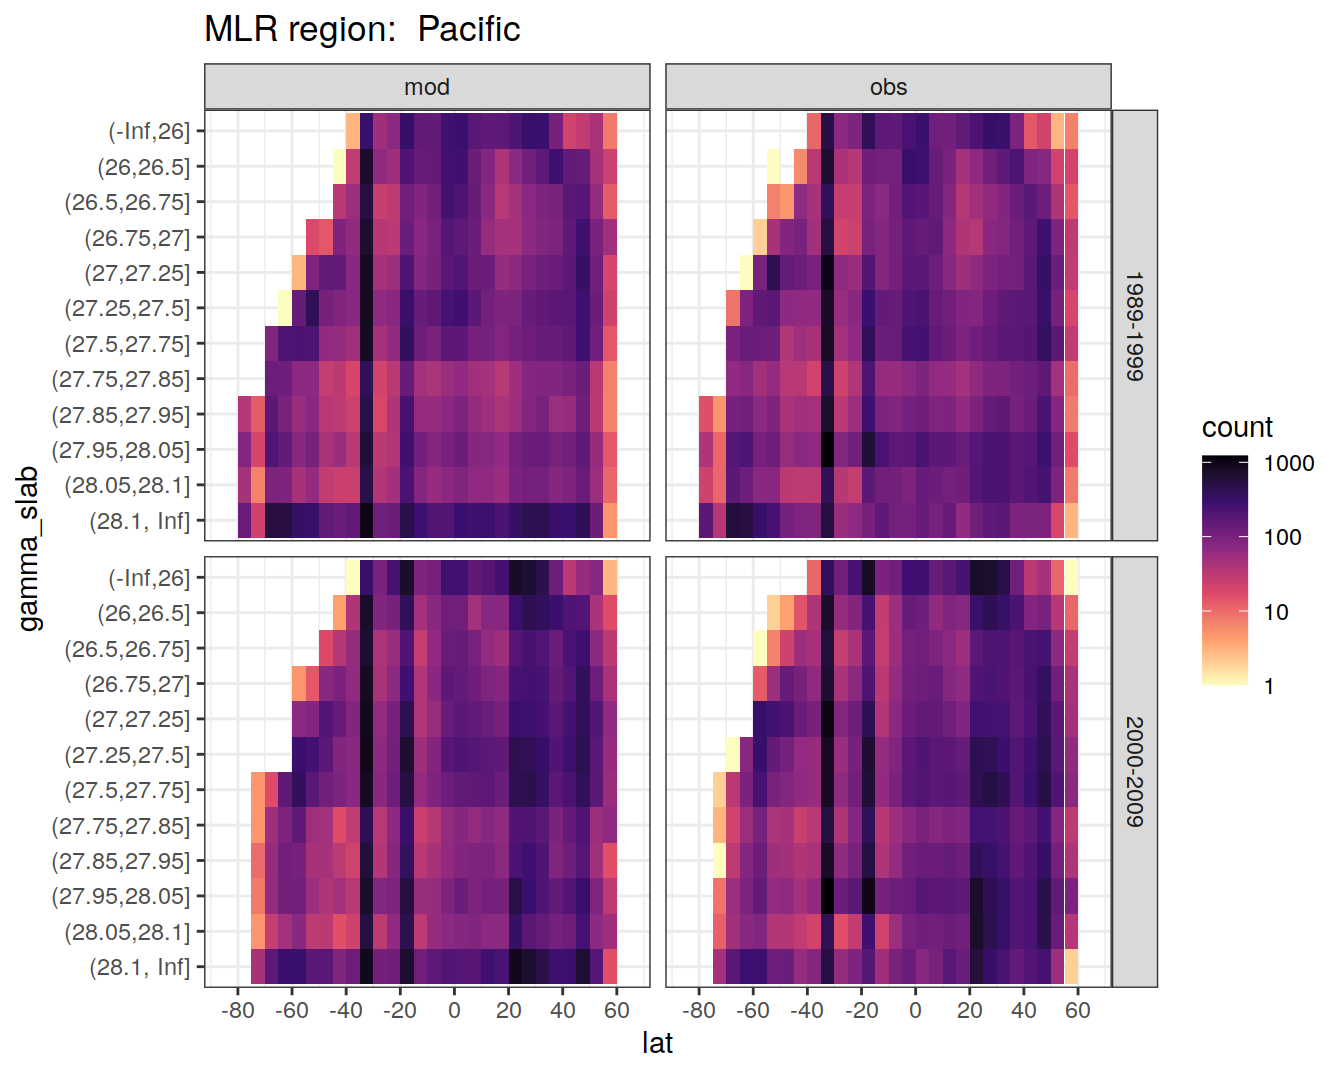 MLR region:  Pacific
mod
obs
(-Inf,26]
(26,26.5]
(26.5,26.75]
(26.75,27]
(27,27.25]
(27.25,27.5]
(27.5,27.75]
(27.75,27.85]
(27.85,27.95]
(27.95,28.05]
(28.05,28.1]
(28.1, Inf]
1989-1999
(-Inf,26]
(26,26.5]
(26.5,26.75]
(26.75,27]
(27,27.25]
(27.25,27.5]
(27.5,27.75]
(27.75,27.85]
(27.85,27.95]
(27.95,28.05]
(28.05,28.1]
(28.1, Inf]
2000-2009
gamma_slab
-80 -60 -40 -20 0 20 40 60
-80 -60 -40 -20 0 20 40 60
lat
count
1000
100
10
1